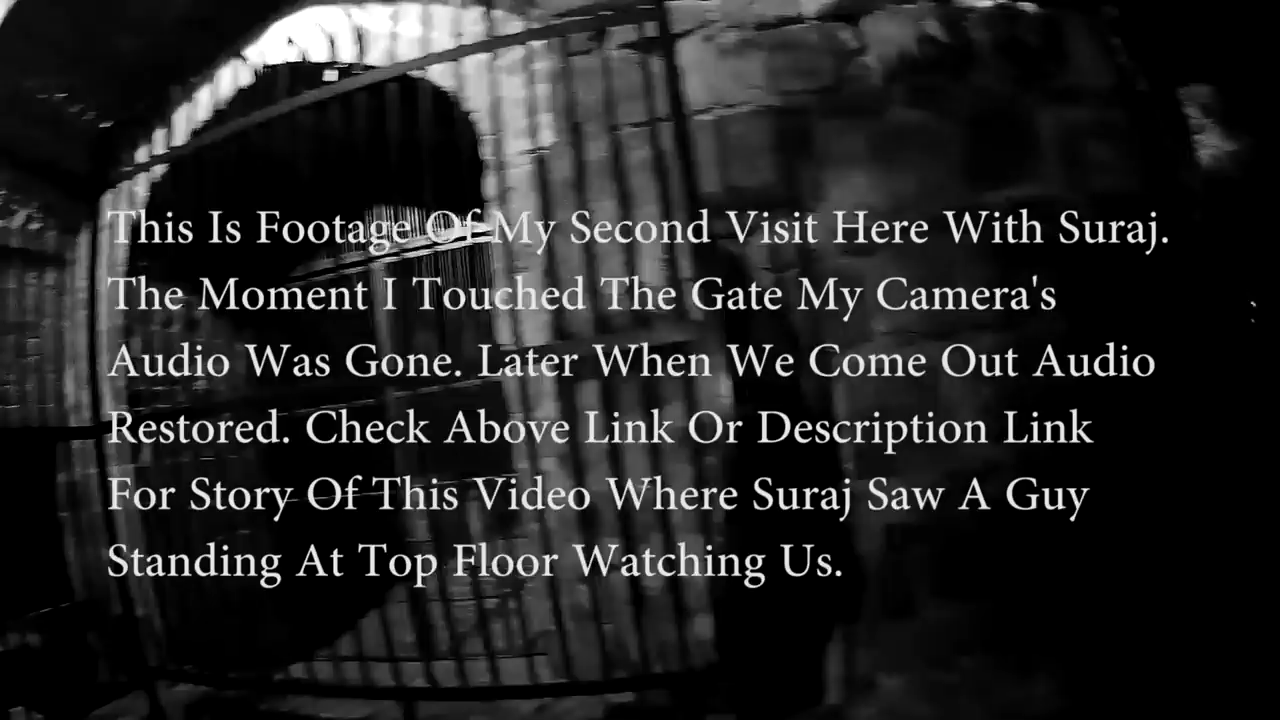 This Is Footage Of My Second Visit Here With Suraj.
The Moment I Touched The Gate My Camera's
Audio Was Gone. Later When We Come Out Audio
Restored. Check Above Link Or Description Link
For Story Of This Video Where Suraj Saw A Guy
Standing At Top Floor Watching Us.